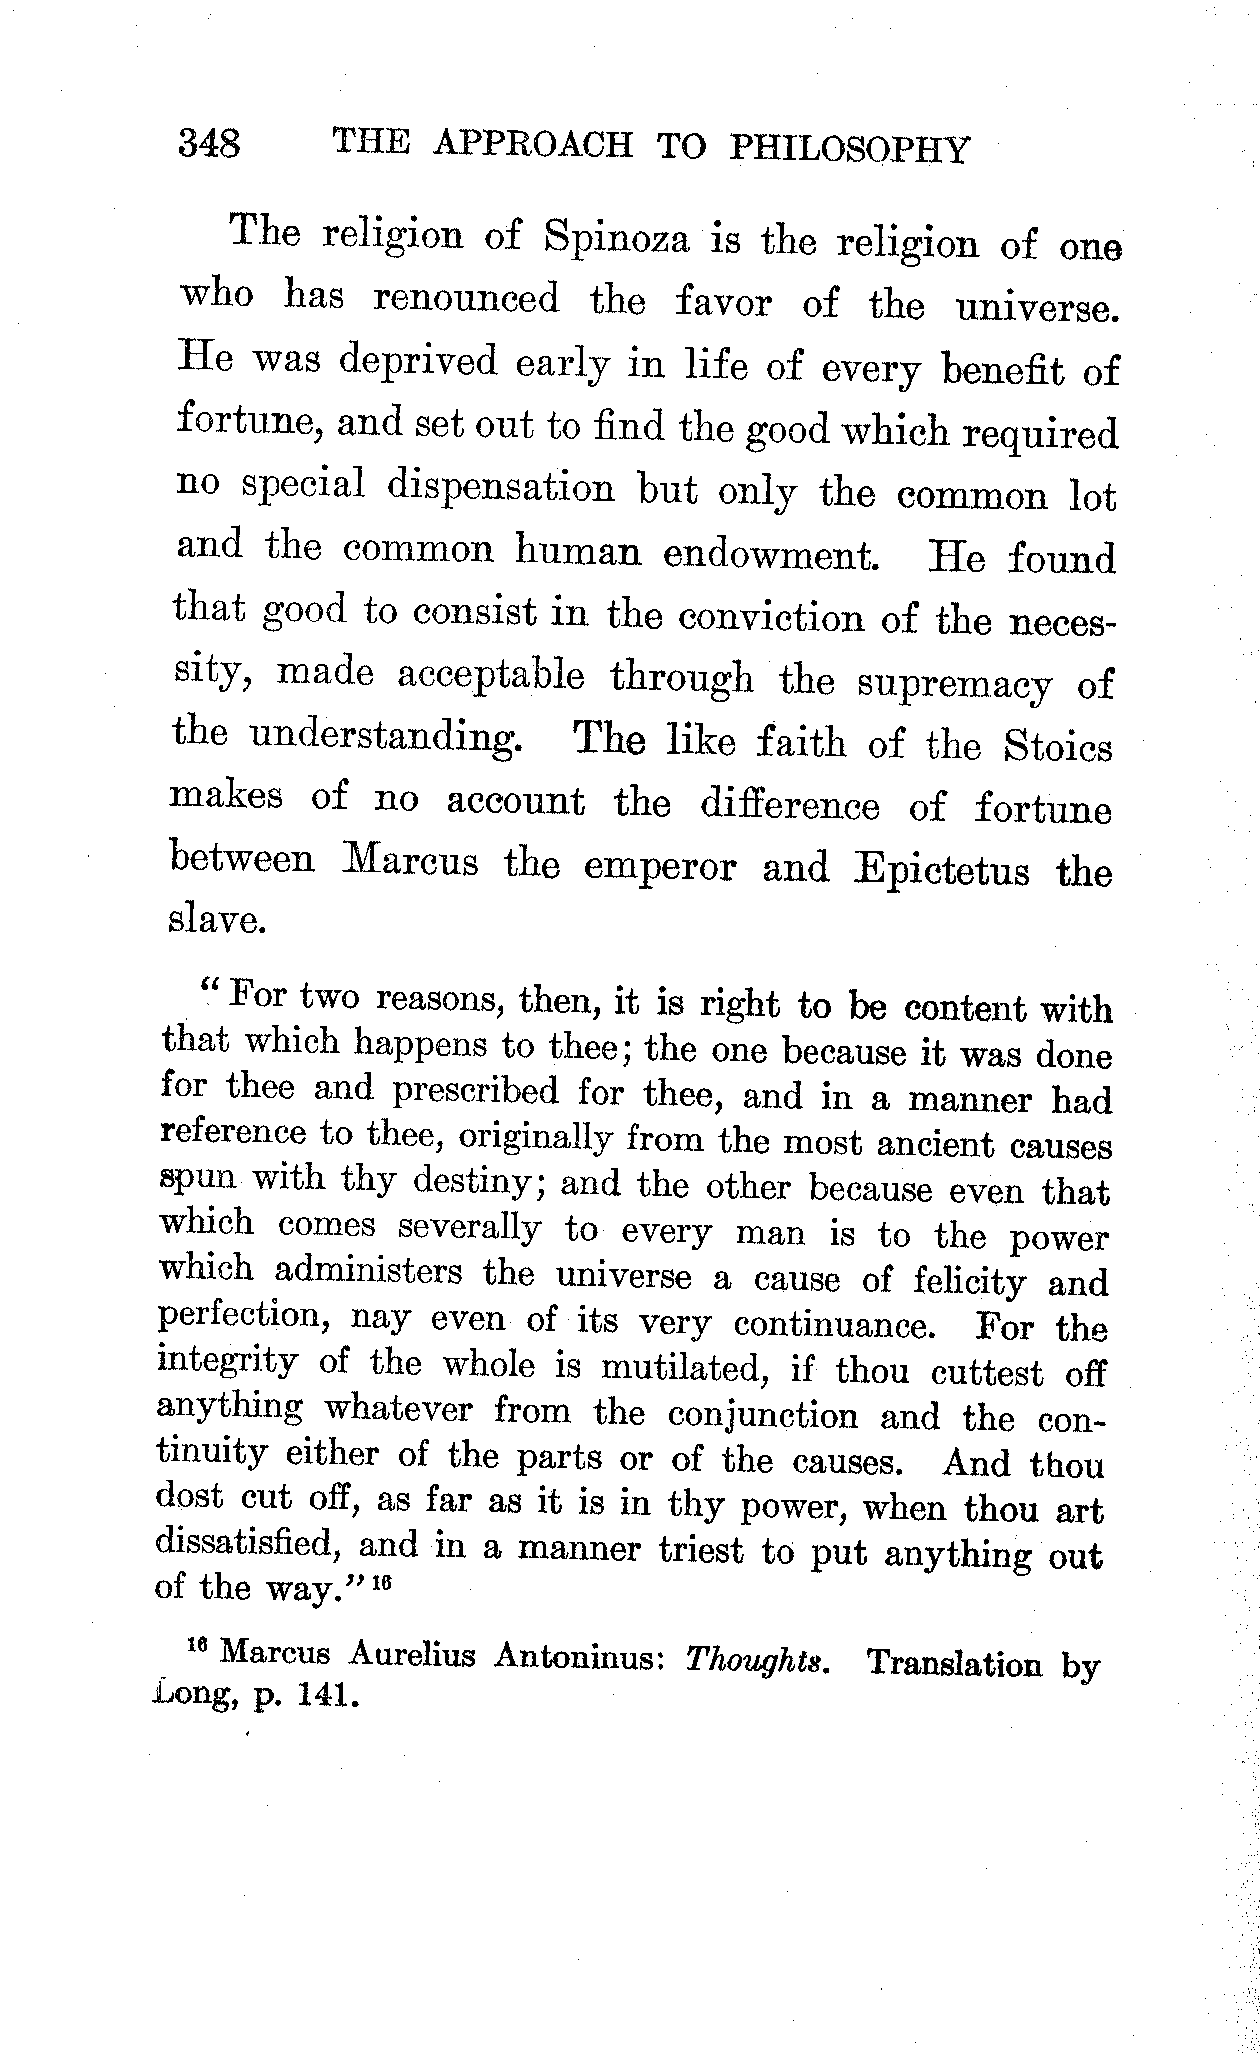 348 THE APPROACH TO PHILOSOPHY
The religion of Spinoza is the religion of one
who has renounced the favor of the universe.
He was deprived early in life of every benefit of
fortune, and set out to find the good which required
no special dispensation but only the common lot
and the common human endowment. He found
that good to consist in the conviction of the neces-
sity, made acceptable through the supremacy of
the understanding. The like faith of the Stoics
makes of no account the difference of fortune
between Marcus the emperor and Epictetus the
slave.
“For two reasons, then, it is right to be content with
that which happens to thee; the one because it was done
for thee and prescribed for thee, and in a manner had
reference to thee, originally from the most ancient causes
spun with thy destiny; and the other because even that
which comes severally to every man is to the power
which administers the universe a cause of felicity and
perfection, nay even of its very continuance. For the
integrity of the whole is mutilated, if thou cuttest off
anything whatever from the conjunction and the con-
tinuity either of the parts or of the causes. And thou
dost cut off, as far as it is in thy power, when thou art
dissatisfied, and in a manner triest to put anything out
of the way.”¹⁶
¹⁶ Marcus Aurelius Antoninus: Thoughts. Translation by
Long, p. 141.